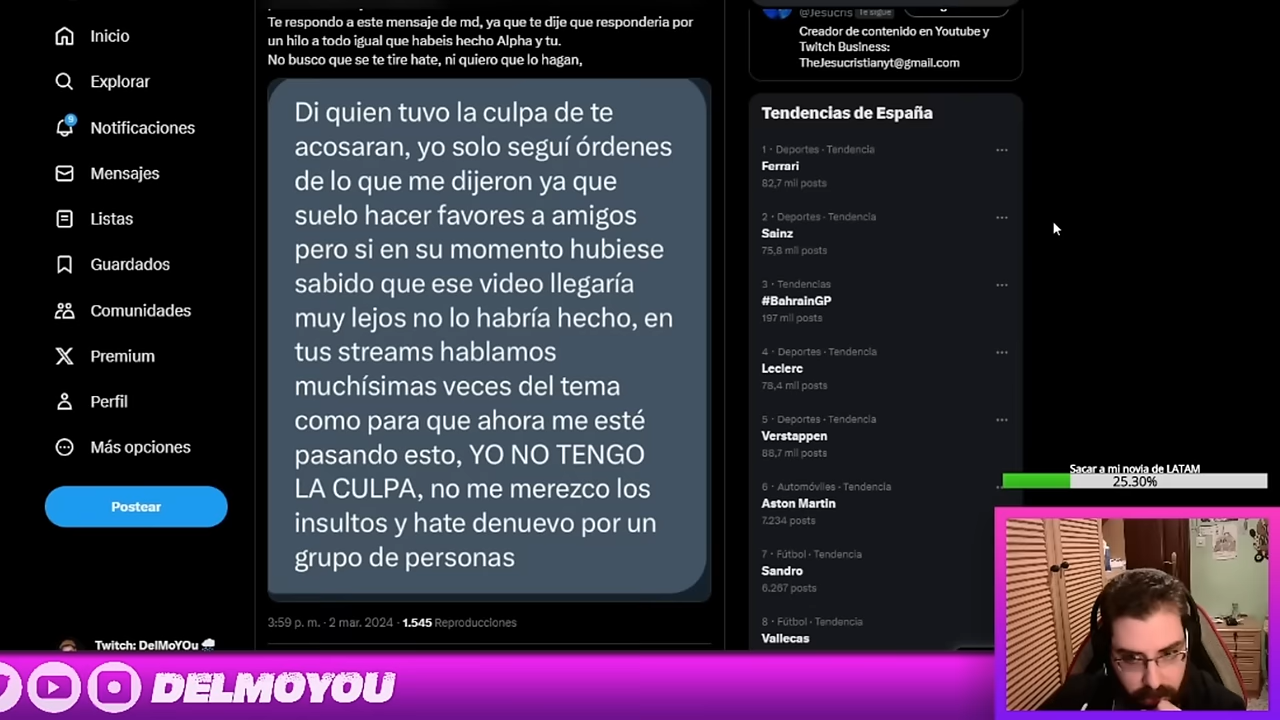 Inicio
Explorar
9
Notificaciones
Mensajes
Listas
Guardados
Comunidades
Premium
Perfil
Más opciones
Postear
Twitch: DelMoYOu
Te respondo a este mensaje de md, ya que te dije que responderia por
un hilo a todo igual que habeis hecho Alpha y tu.
No busco que se te tire hate, ni quiero que lo hagan,
Di quien tuvo la culpa de te
acosaran, yo solo seguí órdenes
de lo que me dijeron ya que
suelo hacer favores a amigos
pero si en su momento hubiese
sabido que ese video llegaría
muy lejos no lo habría hecho, en
tus streams hablamos
muchísimas veces del tema
como para que ahora me esté
pasando esto, YO NO TENGO
LA CULPA, no me merezco los
insultos y hate denuevo por un
grupo de personas
3:59 p. m. · 2 mar. 2024 · 1.545 Reproducciones
@Jesucris Te sigue
Creador de contenido en Youtube y
Twitch Business:
TheJesucristianyt@gmail.com
Tendencias de España
1 · Deportes · Tendencia
Ferrari
82,7 mil posts
2 · Deportes · Tendencia
Sainz
75,8 mil posts
3 · Tendencias
#BahrainGP
197 mil posts
4 · Deportes · Tendencia
Leclerc
78,4 mil posts
5 · Deportes · Tendencia
Verstappen
88,7 mil posts
6 · Automóviles · Tendencia
Aston Martin
7.234 posts
7 · Fútbol · Tendencia
Sandro
6.267 posts
8 · Fútbol · Tendencia
Vallecas
Sacar a mi novia de LATAM
25.30%
DELMOYOU